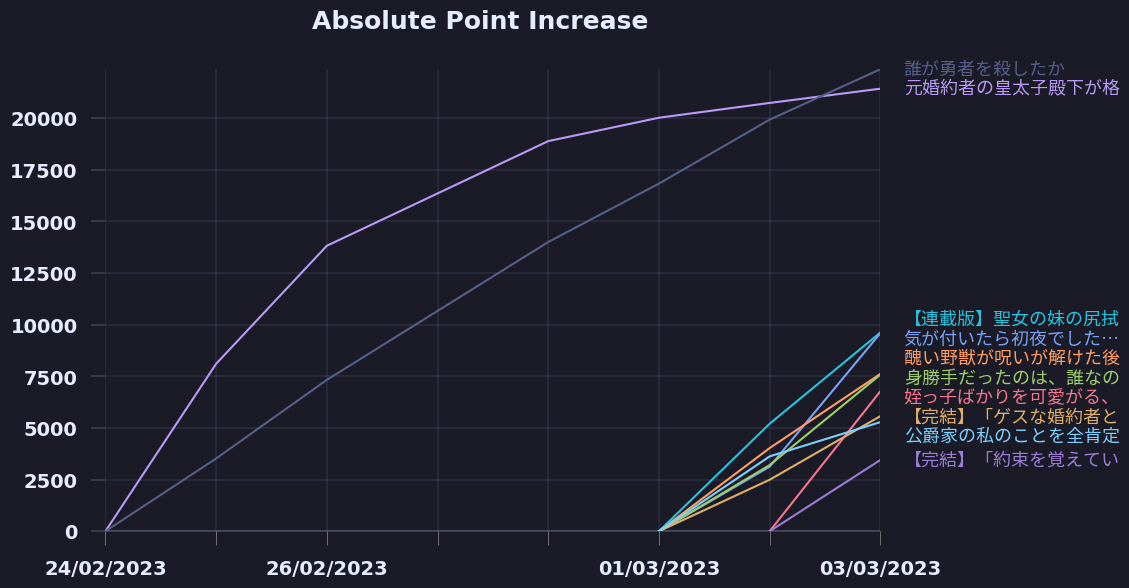 Absolute Point Increase
誰が勇者を殺したか
元婚約者の皇太子殿下が格
20000
17500
15000
12500
10000
【連載版】聖女の妹の尻拭
気が付いたら初夜でした…
醜い野獣が呪いが解けた後
7500
身勝手だったのは、誰なの
姪っ子ばかりを可愛がる、
【完結】「ゲスな婚約者と
5000
公爵家の私のことを全肯定
【完結】「約束を覚えてい
2500
0
24/02/2023 26/02/2023 01/03/2023 03/03/2023